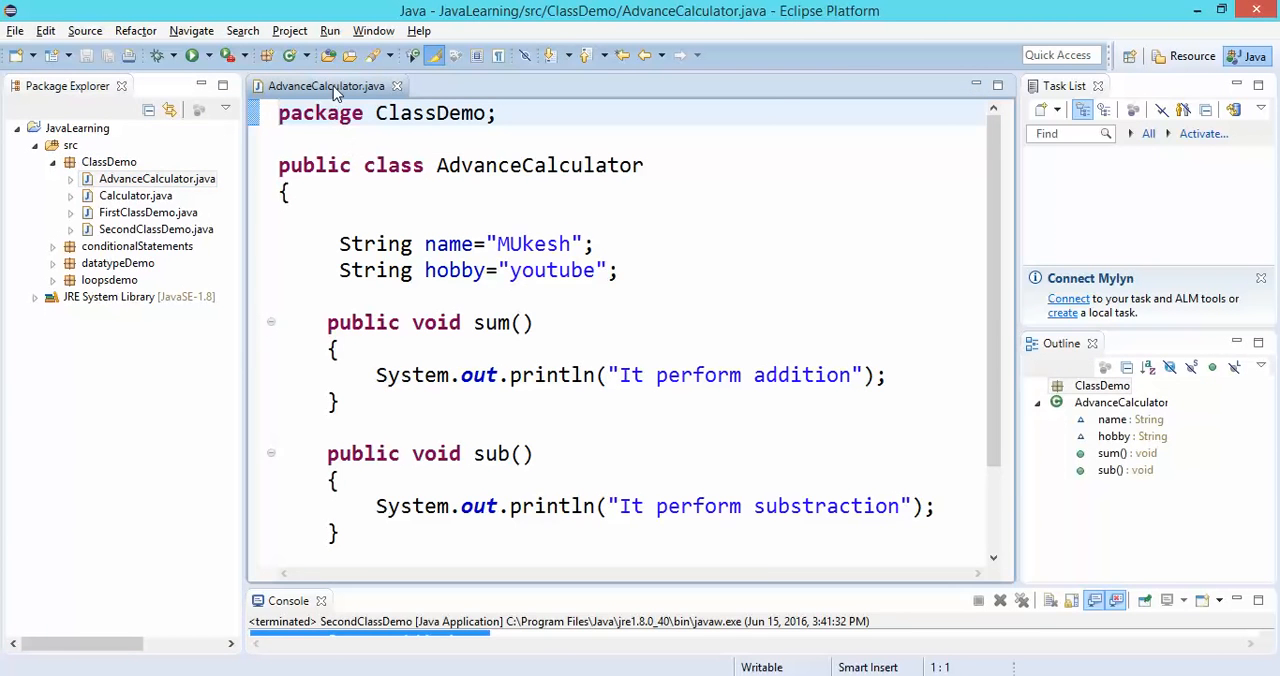 Java - JavaLearning/src/ClassDemo/AdvanceCalculator.java - Eclipse Platform
File Edit Source Refactor Navigate Search Project Run Window Help
Quick Access Resource Java
Package Explorer
JavaLearning
src
ClassDemo
AdvanceCalculator.java
Calculator.java
FirstClassDemo.java
SecondClassDemo.java
conditionalStatements
datatypeDemo
loopsdemo
JRE System Library [JavaSE-1.8]
AdvanceCalculator.java
package ClassDemo;
public class AdvanceCalculator
{
String name="MUkesh";
String hobby="youtube";
public void sum()
{
System.out.println("It perform addition");
}
public void sub()
{
System.out.println("It perform substraction");
}
Task List
Find All Activate...
Connect Mylyn
Connect to your task and ALM tools or
create a local task.
Outline
ClassDemo
AdvanceCalculator
name : String
hobby : String
sum() : void
sub() : void
Console
<terminated> SecondClassDemo [Java Application] C:\Program Files\Java\jre1.8.0_40\bin\javaw.exe (Jun 15, 2016, 3:41:32 PM)
Writable Smart Insert 1 : 1